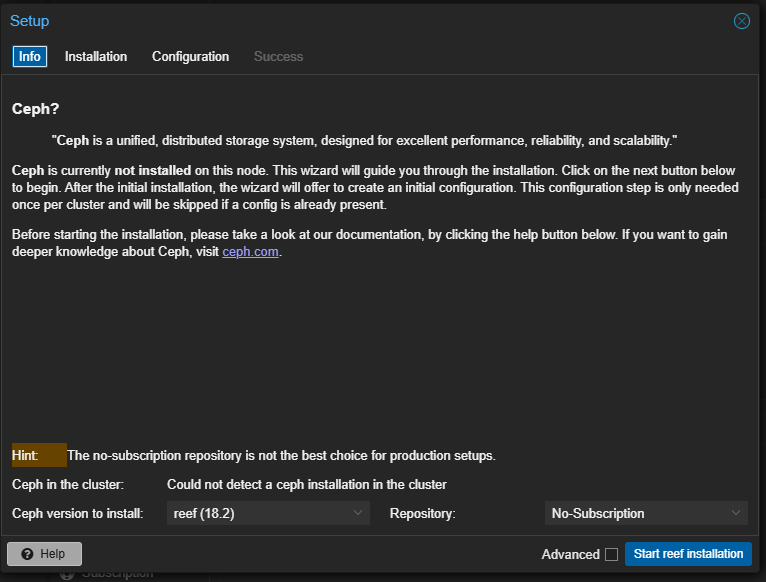 Setup
Info Installation Configuration Success
Ceph?
"Ceph is a unified, distributed storage system, designed for excellent performance, reliability, and scalability."
Ceph is currently not installed on this node. This wizard will guide you through the installation. Click on the next button below
to begin. After the initial installation, the wizard will offer to create an initial configuration. This configuration step is only needed
once per cluster and will be skipped if a config is already present.
Before starting the installation, please take a look at our documentation, by clicking the help button below. If you want to gain
deeper knowledge about Ceph, visit ceph.com.
Hint: The no-subscription repository is not the best choice for production setups.
Ceph in the cluster: Could not detect a ceph installation in the cluster
Ceph version to install: reef (18.2) Repository: No-Subscription
Help Advanced Start reef installation
Subscription